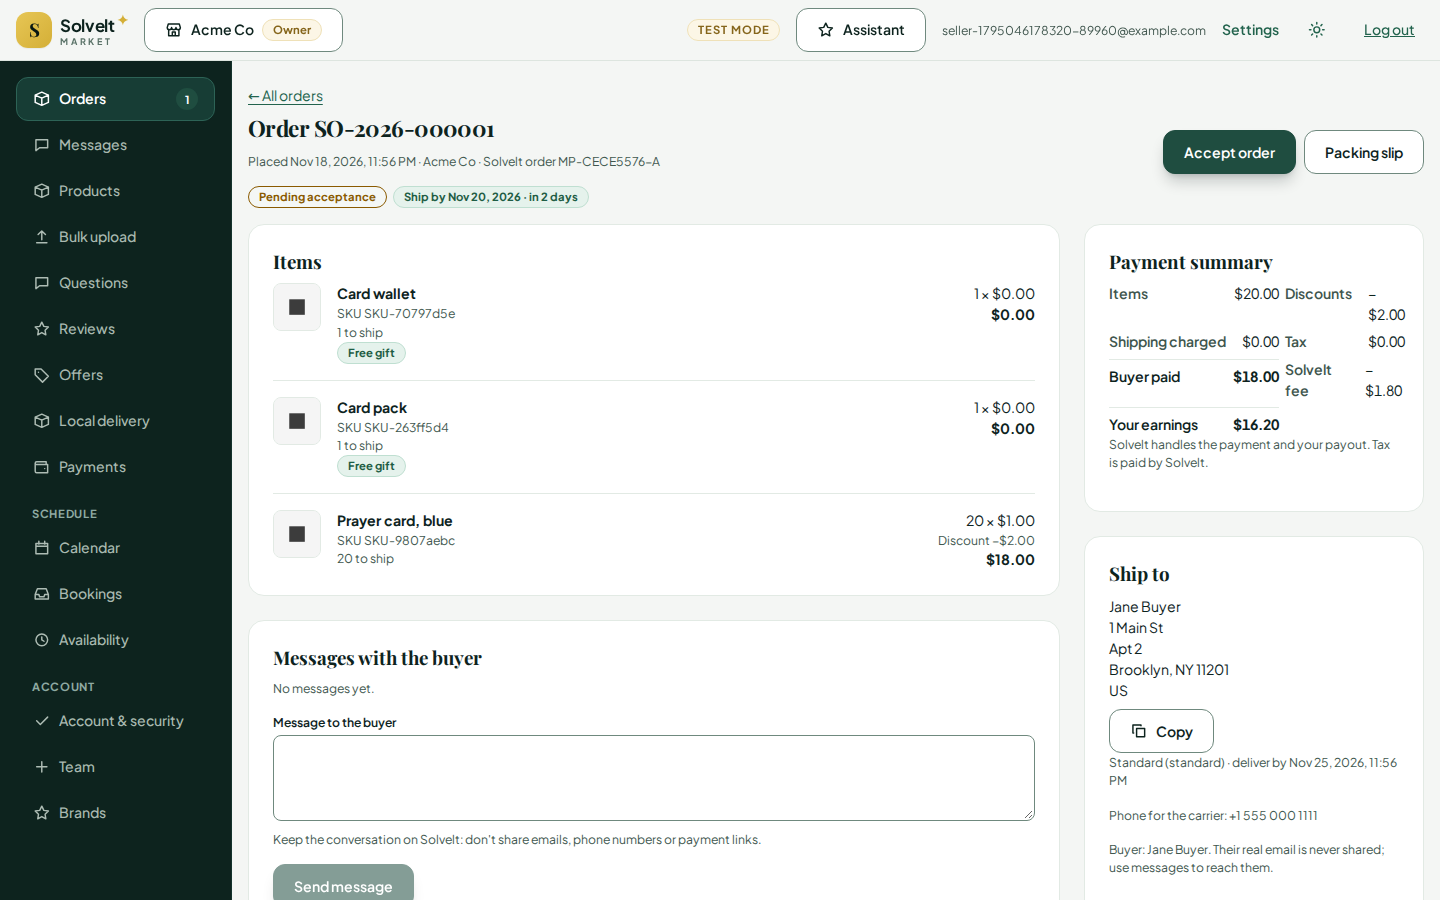 S
Solvelt
MARKET
Acme Co Owner
TEST MODE
Assistant
seller-1795046178320-89960@example.com
Settings
Log out
Orders 1
Messages
Products
Bulk upload
Questions
Reviews
Offers
Local delivery
Payments
SCHEDULE
Calendar
Bookings
Availability
ACCOUNT
Account & security
Team
Brands
← All orders
Order SO-2026-000001
Placed Nov 18, 2026, 11:56 PM · Acme Co · Solvelt order MP-CECE5576-A
Pending acceptance
Ship by Nov 20, 2026 · in 2 days
Accept order
Packing slip
Items
Card wallet
SKU SKU-70797d5e
1 to ship
Free gift
1 × $0.00
$0.00
Card pack
SKU SKU-263ff5d4
1 to ship
Free gift
1 × $0.00
$0.00
Prayer card, blue
SKU SKU-9807aebc
20 to ship
20 × $1.00
Discount −$2.00
$18.00
Messages with the buyer
No messages yet.
Message to the buyer
Keep the conversation on Solvelt: don't share emails, phone numbers or payment links.
Send message
Payment summary
Items $20.00 Discounts −
$2.00
Shipping charged $0.00 Tax $0.00
Buyer paid $18.00 Solvelt −
fee $1.80
Your earnings $16.20
Solvelt handles the payment and your payout. Tax
is paid by Solvelt.
Ship to
Jane Buyer
1 Main St
Apt 2
Brooklyn, NY 11201
US
Copy
Standard (standard) · deliver by Nov 25, 2026, 11:56
PM
Phone for the carrier: +1 555 000 1111
Buyer: Jane Buyer. Their real email is never shared;
use messages to reach them.